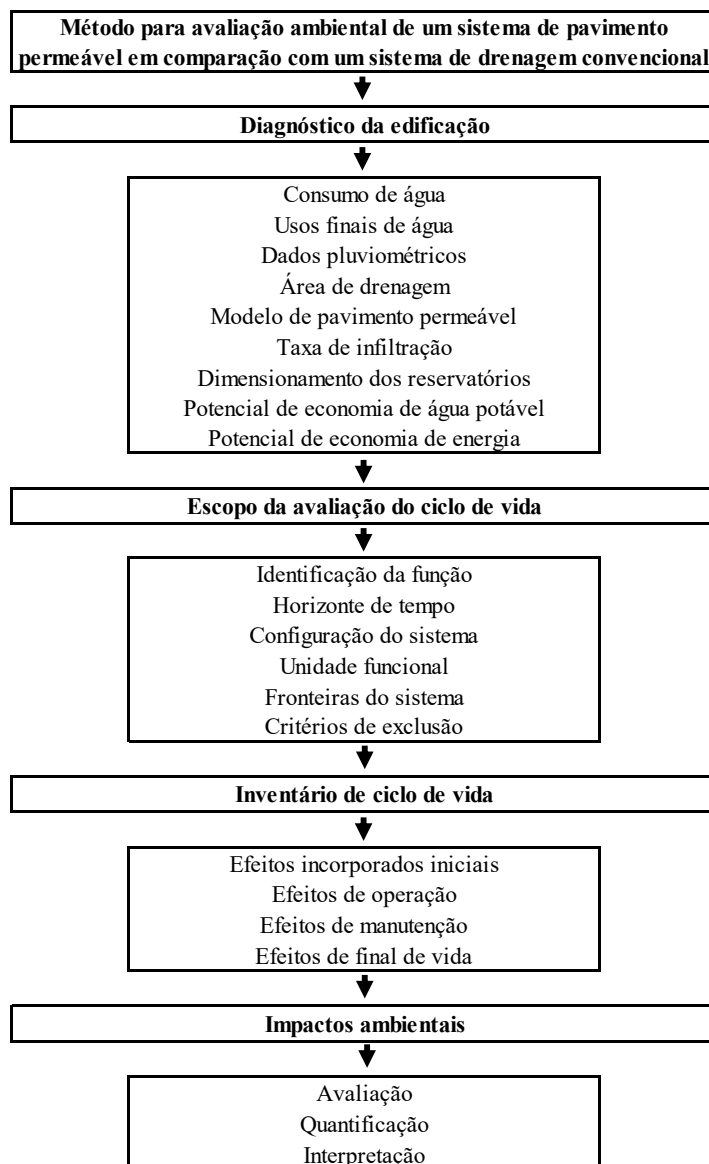 Método para avaliação ambiental de um sistema de pavimento
permeável em comparação com um sistema de drenagem convencional
Diagnóstico da edificação
Consumo de água
Usos finais de água
Dados pluviométricos
Área de drenagem
Modelo de pavimento permeável
Taxa de infiltração
Dimensionamento dos reservatórios
Potencial de economia de água potável
Potencial de economia de energia
Escopo da avaliação do ciclo de vida
Identificação da função
Horizonte de tempo
Configuração do sistema
Unidade funcional
Fronteiras do sistema
Critérios de exclusão
Inventário de ciclo de vida
Efeitos incorporados iniciais
Efeitos de operação
Efeitos de manutenção
Efeitos de final de vida
Impactos ambientais
Avaliação
Quantificação
Interpretação